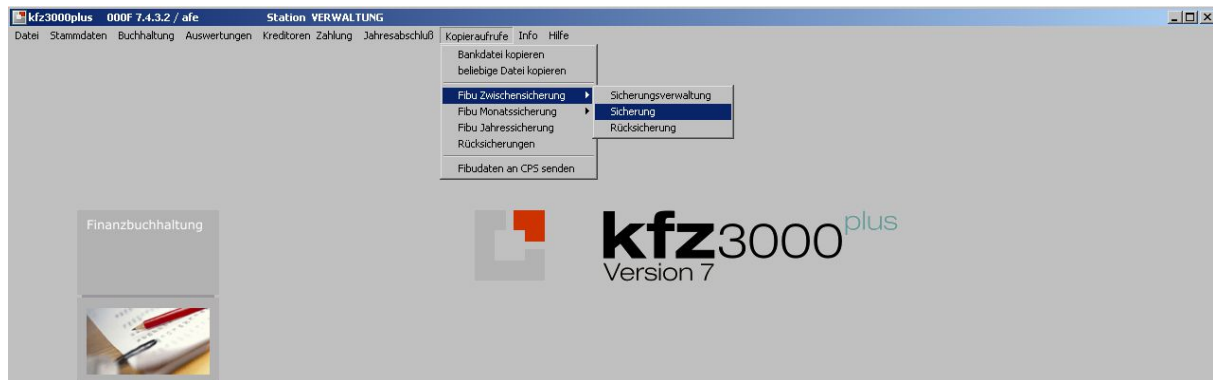 kfz3000plus 000F 7.4.3.2 / afe Station VERWALTUNG
Datei Stammdaten Buchhaltung Auswertungen Kreditoren Zahlung Jahresabschluß Kopieraufrufe Info Hilfe
Bankdatei kopieren
beliebige Datei kopieren
Fibu Zwischensicherung
Sicherungsverwaltung
Fibu Monatssicherung
Sicherung
Fibu Jahressicherung
Rücksicherung
Rücksicherungen
Fibudaten an CPS senden
Finanzbuchhaltung
kfz3000plus
Version 7